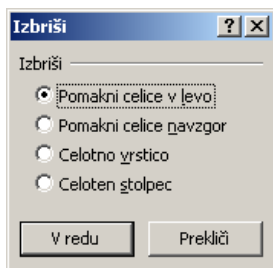 Izbriši
Izbriši
Pomakni celice v levo
Pomakni celice navzgor
Celotno vrstico
Celoten stolpec
V redu
Prekliči